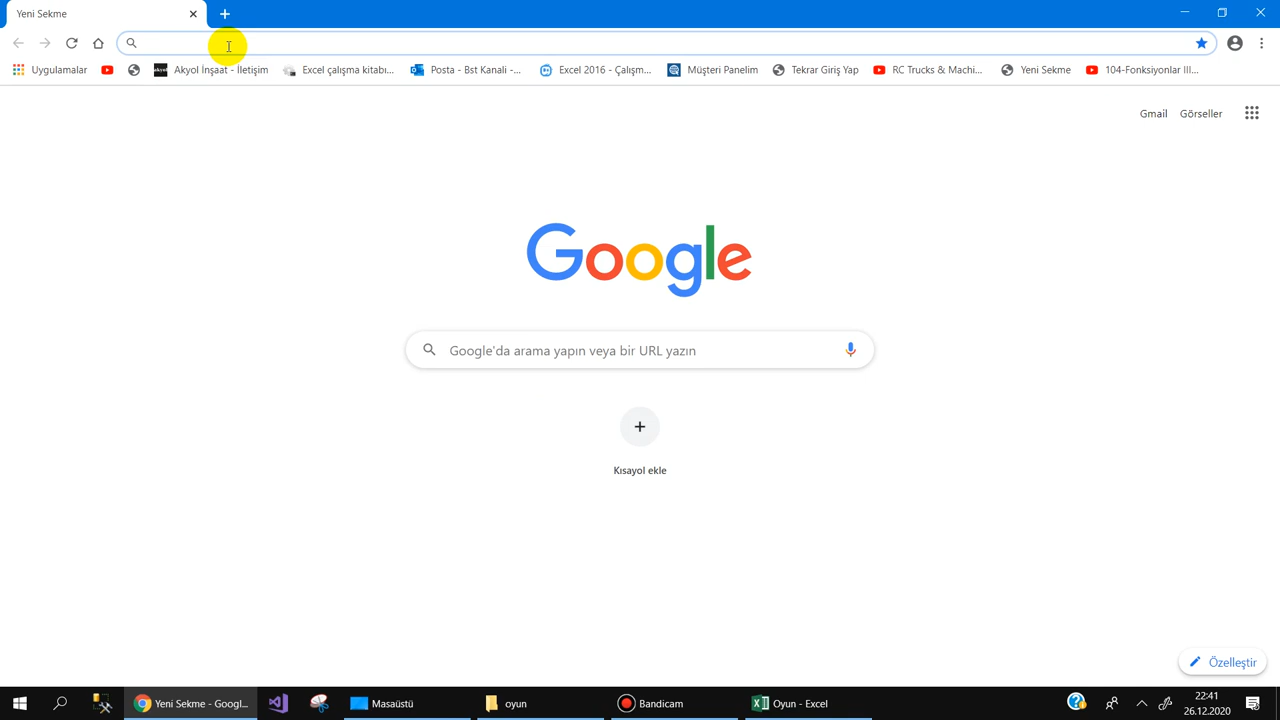 Yeni Sekme
Uygulamalar
akyol Akyol İnşaat - İletişim
Excel çalışma kitabı...
Posta - Bst Kanali -...
Excel 2016 - Çalışm...
Müşteri Panelim
Tekrar Giriş Yap
RC Trucks & Machi...
Yeni Sekme
104-Fonksiyonlar III...
Gmail Görseller
Google
Google'da arama yapın veya bir URL yazın
Kısayol ekle
Özelleştir
Yeni Sekme - Googl...
Masaüstü
oyun
Bandicam
Oyun - Excel
22:41
26.12.2020